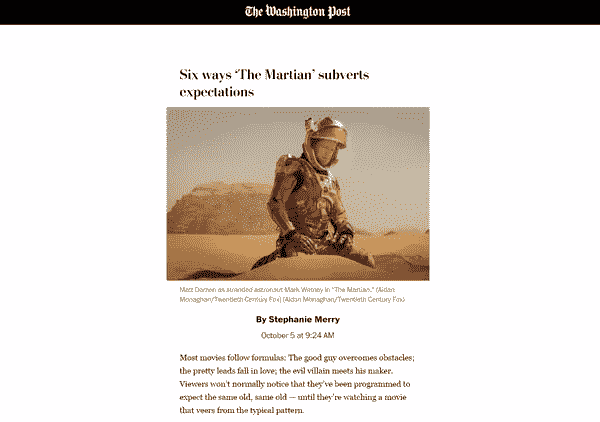 The Washington Post
Six ways ‘The Martian’ subverts
expectations
Matt Damon as stranded astronaut Mark Watney in "The Martian." (Aidan
Monaghan/Twentieth Century Fox) (Aidan Monaghan/Twentieth Century Fox)
By Stephanie Merry
October 5 at 9:24 AM
Most movies follow formulas: The good guy overcomes obstacles;
the pretty leads fall in love; the evil villain meets his maker.
Viewers won't normally notice that they've been programmed to
expect the same old, same old — until they're watching a movie
that veers from the typical pattern.